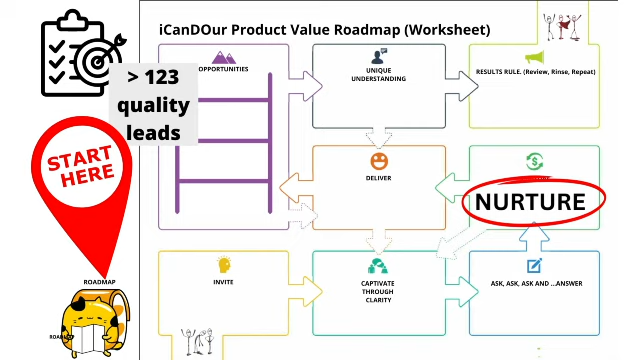 iCanDOur Product Value Roadmap (Worksheet)
> 123
quality
leads
OPPORTUNITIES
UNIQUE
UNDERSTANDING
RESULTS RULE. (Review, Rinse, Repeat)
START
HERE
DELIVER
NURTURE
ROADMAP
INVITE
CAPTIVATE
THROUGH
CLARITY
ASK, ASK, ASK AND ...ANSWER